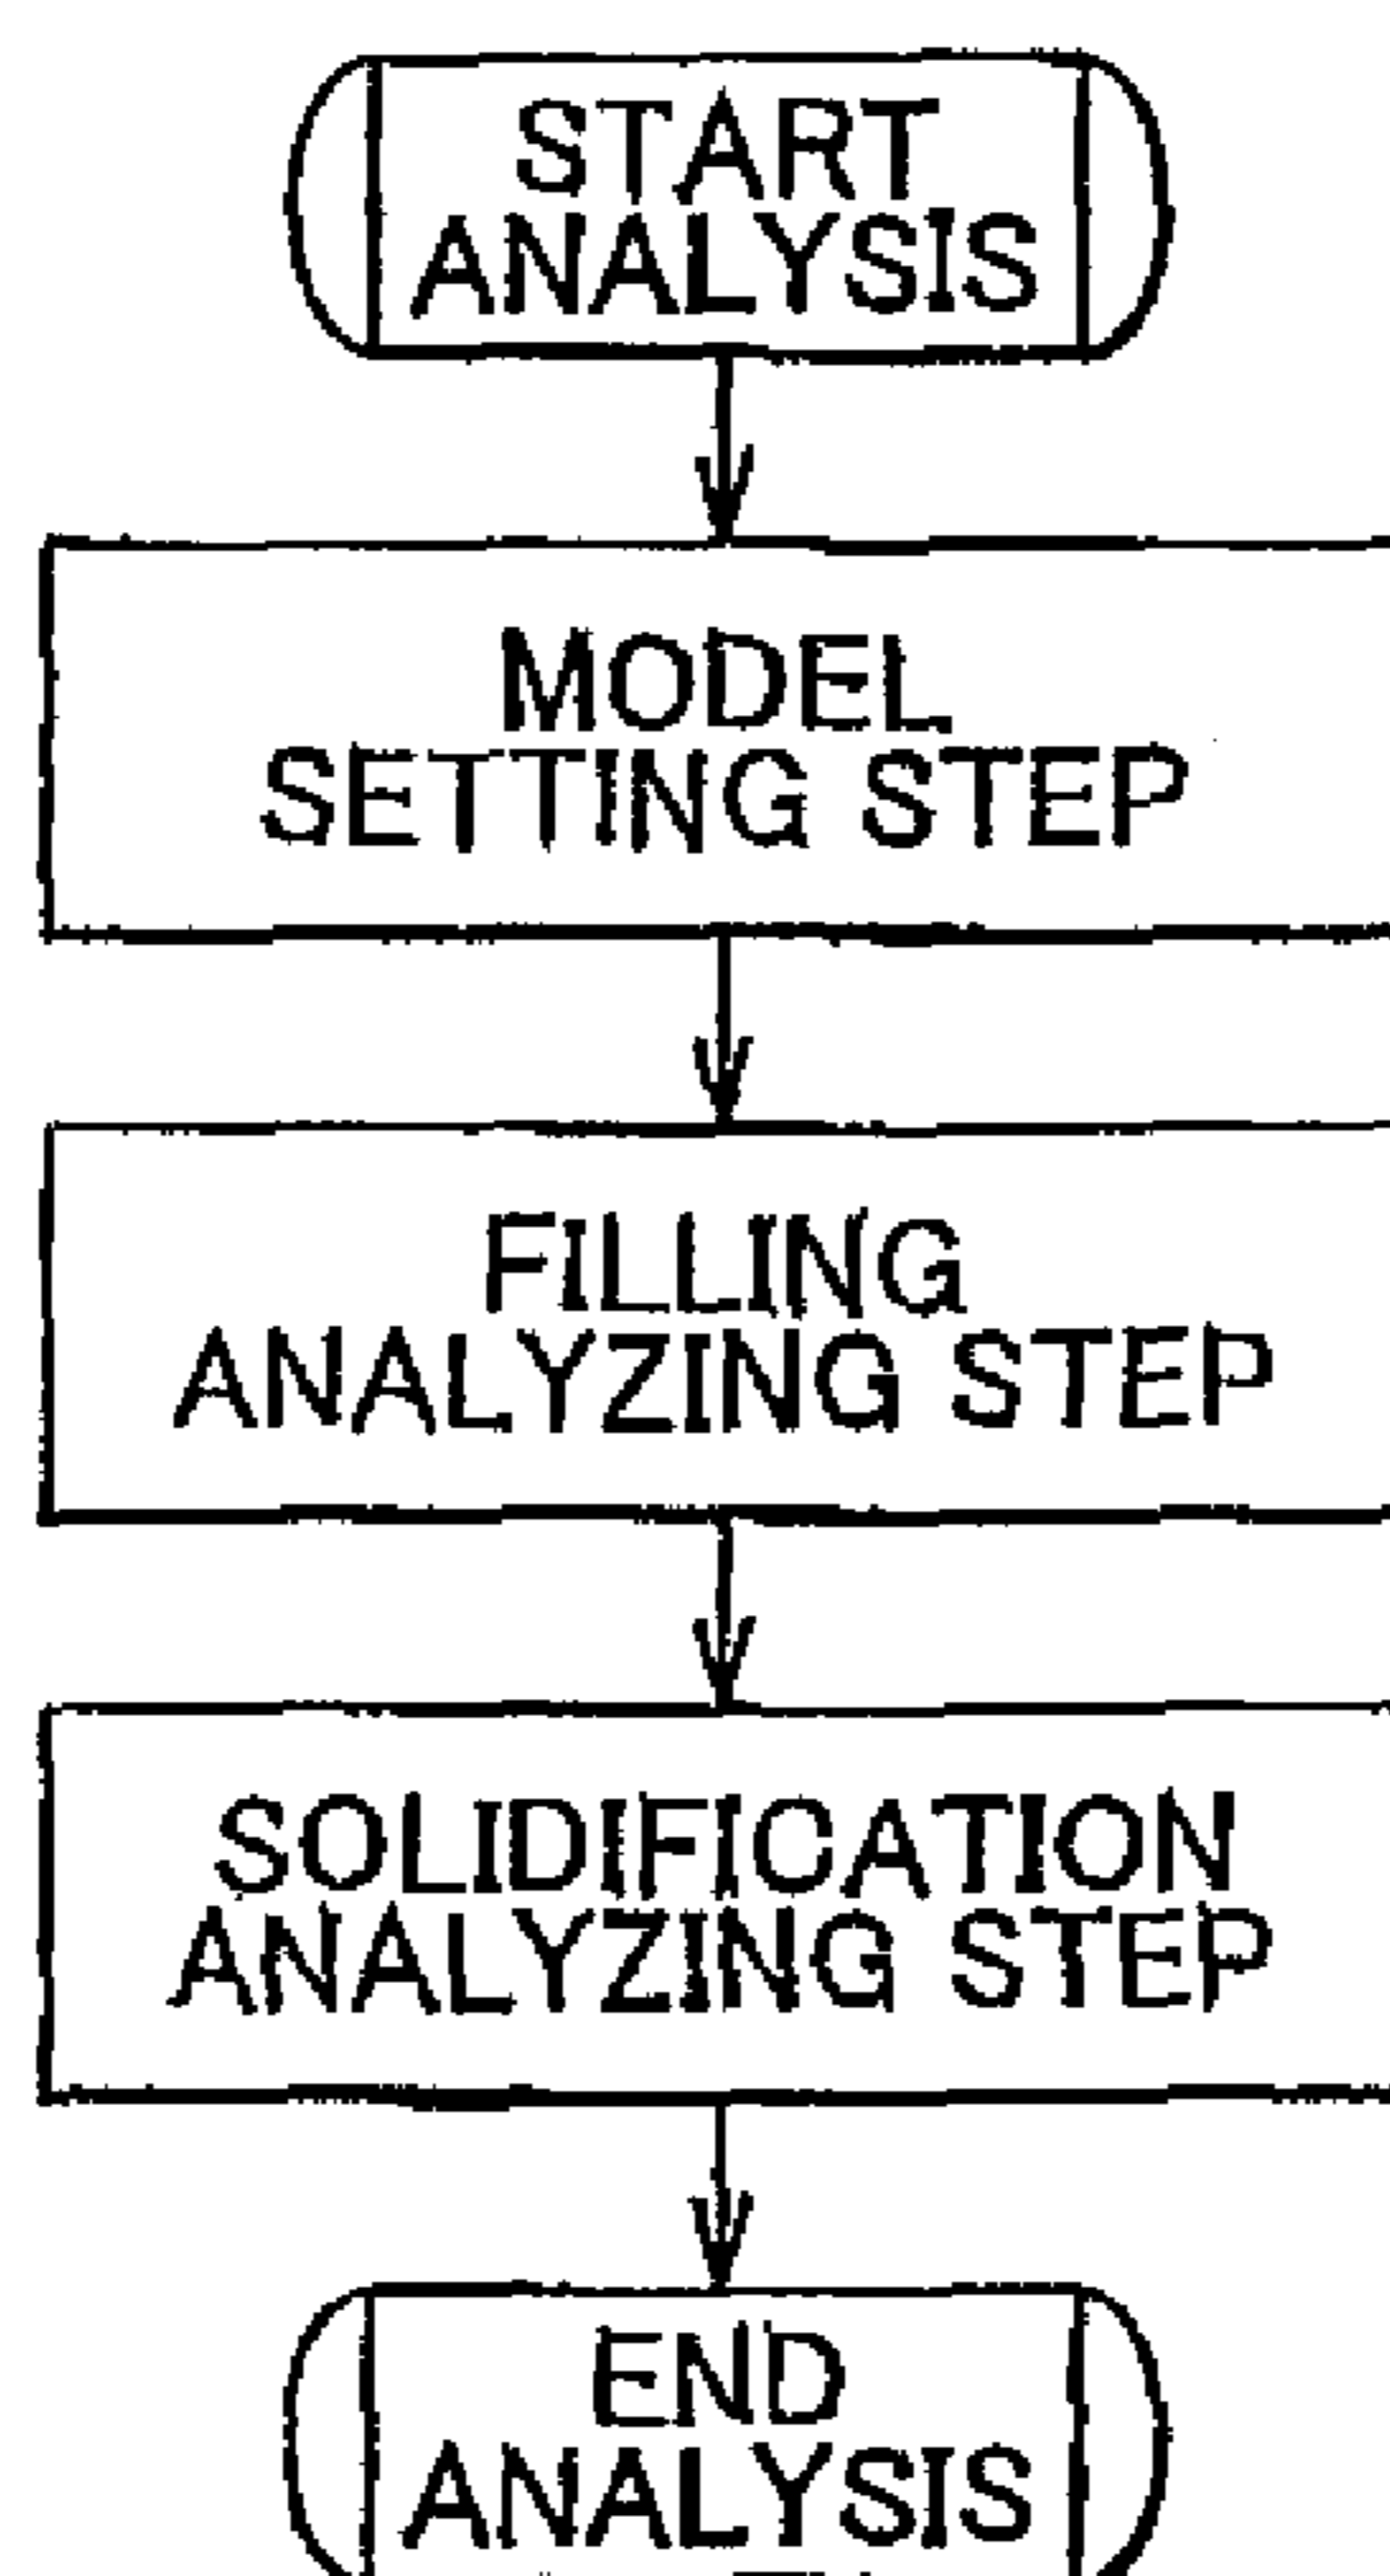 START
ANALYSIS
MODEL
SETTING STEP
FILLING
ANALYZING STEP
SOLIDIFICATION
ANALYZING STEP
END
ANALYSIS